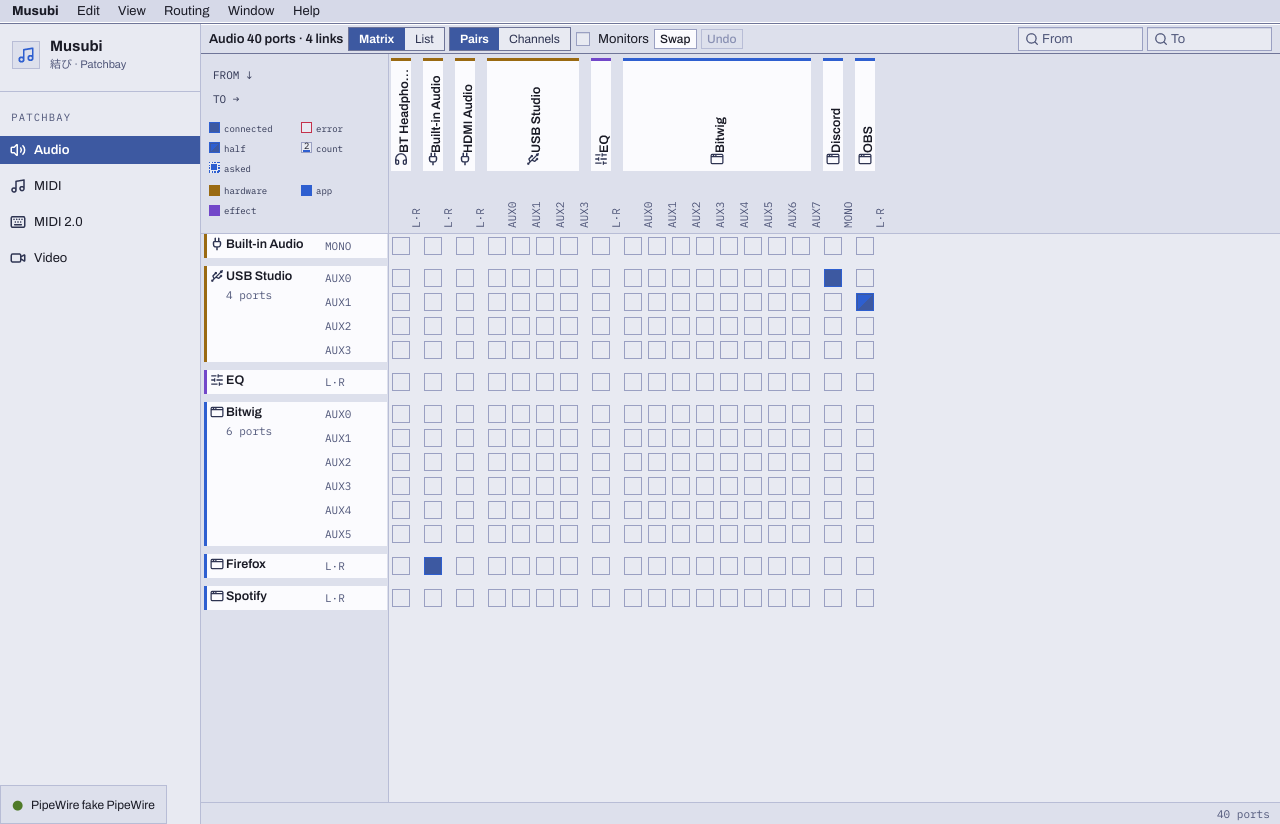 Musubi Edit View Routing Window Help
Musubi
結び · Patchbay
PATCHBAY
Audio
MIDI
MIDI 2.0
Video
PipeWire fake PipeWire
Audio 40 ports · 4 links Matrix List Pairs Channels Monitors Swap Undo From To
FROM ↓
TO →
connected error
half 2 count
asked
hardware app
effect
BT Headpho… Built-in Audio HDMI Audio USB Studio EQ Bitwig Discord OBS
L·R L·R L·R AUX0 AUX1 AUX2 AUX3 L·R AUX0 AUX1 AUX2 AUX3 AUX4 AUX5 AUX6 AUX7 MONO L·R
Built-in Audio MONO
USB Studio AUX0
4 ports AUX1
AUX2
AUX3
EQ L·R
Bitwig AUX0
6 ports AUX1
AUX2
AUX3
AUX4
AUX5
Firefox L·R
Spotify L·R
40 ports